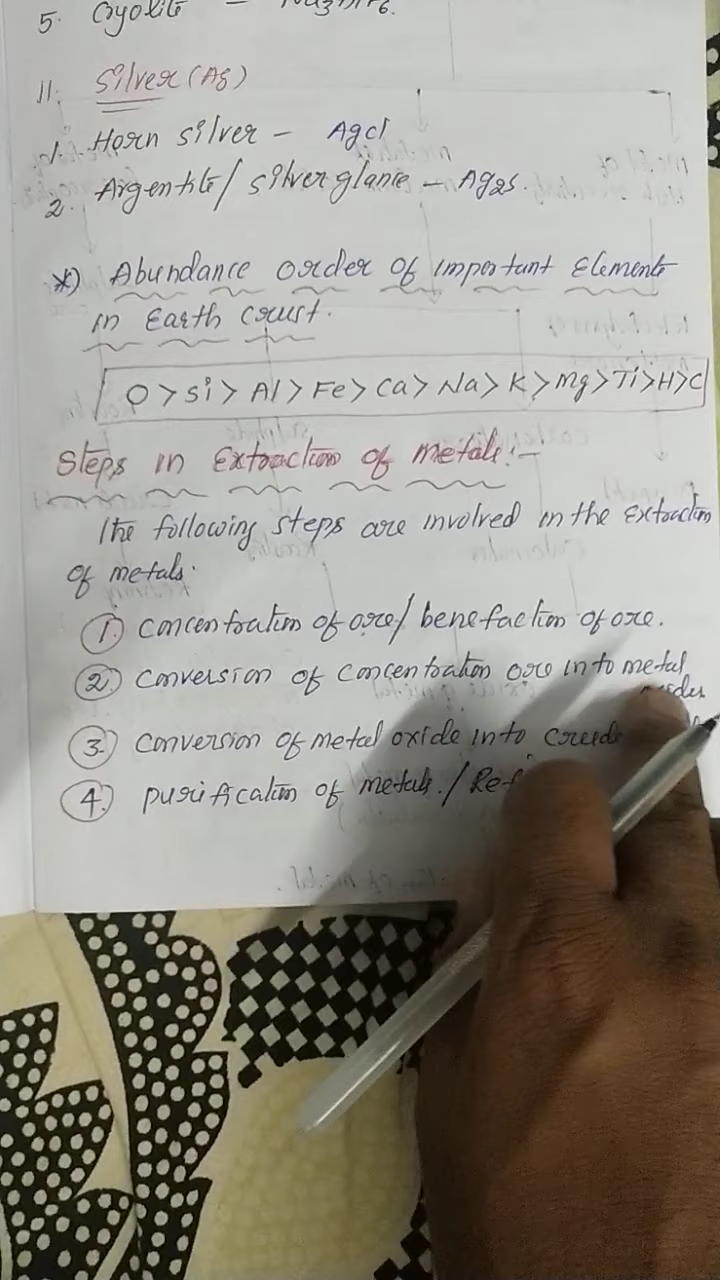 5. Cryolite –
11. Silver (Ag)
1. Horn silver – Agcl
2. Argentite/silver glance – Ag2s.
*) Abundance order of important Elements
in Earth crust.
O > Si > Al > Fe > Ca > Na > K > Mg > Ti > H > C
Steps in Extraction of metals:-
The following steps are involved in the Extraction
of metals.
1. concentration of ore/benefaction of ore.
2. conversion of concentration ore into metal
3. conversion of metal oxide into crude
4. purification of metals./